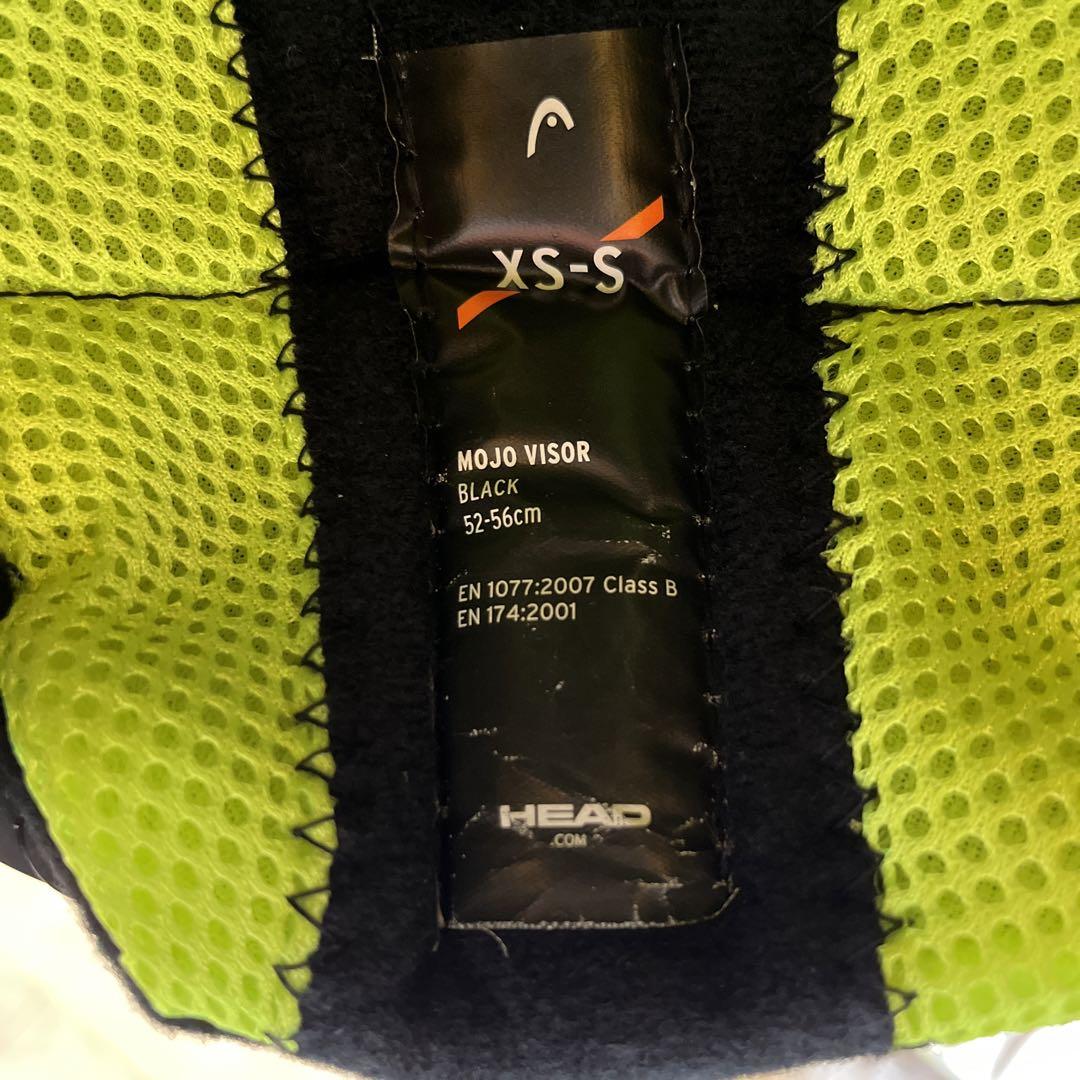 XS-S
MOJO VISOR
BLACK
52-56cm
EN 1077:2007 Class B
EN 174:2001
HEAD
.COM